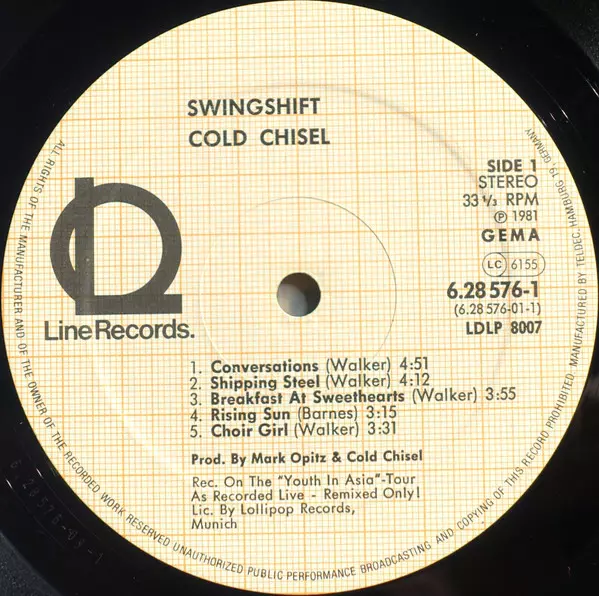 SWINGSHIFT
COLD CHISEL
SIDE 1
STEREO
33 ⅓ RPM
Ⓟ 1981
GEMA
LC 6155
6.28 576-1
(6.28 576-01-1)
LDLP 8007
LineRecords.
1. Conversations (Walker) 4:51
2. Shipping Steel (Walker) 4:12
3. Breakfast At Sweethearts (Walker) 3:55
4. Rising Sun (Barnes) 3:15
5. Choir Girl (Walker) 3:31
Prod. By Mark Opitz & Cold Chisel
Rec. On The "Youth In Asia"-Tour
As Recorded Live - Remixed Only!
Lic. By Lollipop Records,
Munich
ALL RIGHTS OF THE MANUFACTURER AND OF THE OWNER OF THE RECORDED WORK RESERVED UNAUTHORIZED PUBLIC PERFORMANCE BROADCASTING AND COPYING OF THIS RECORD PROHIBITED. MANUFACTURED BY TELDEC, HAMBURG 19, GERMANY